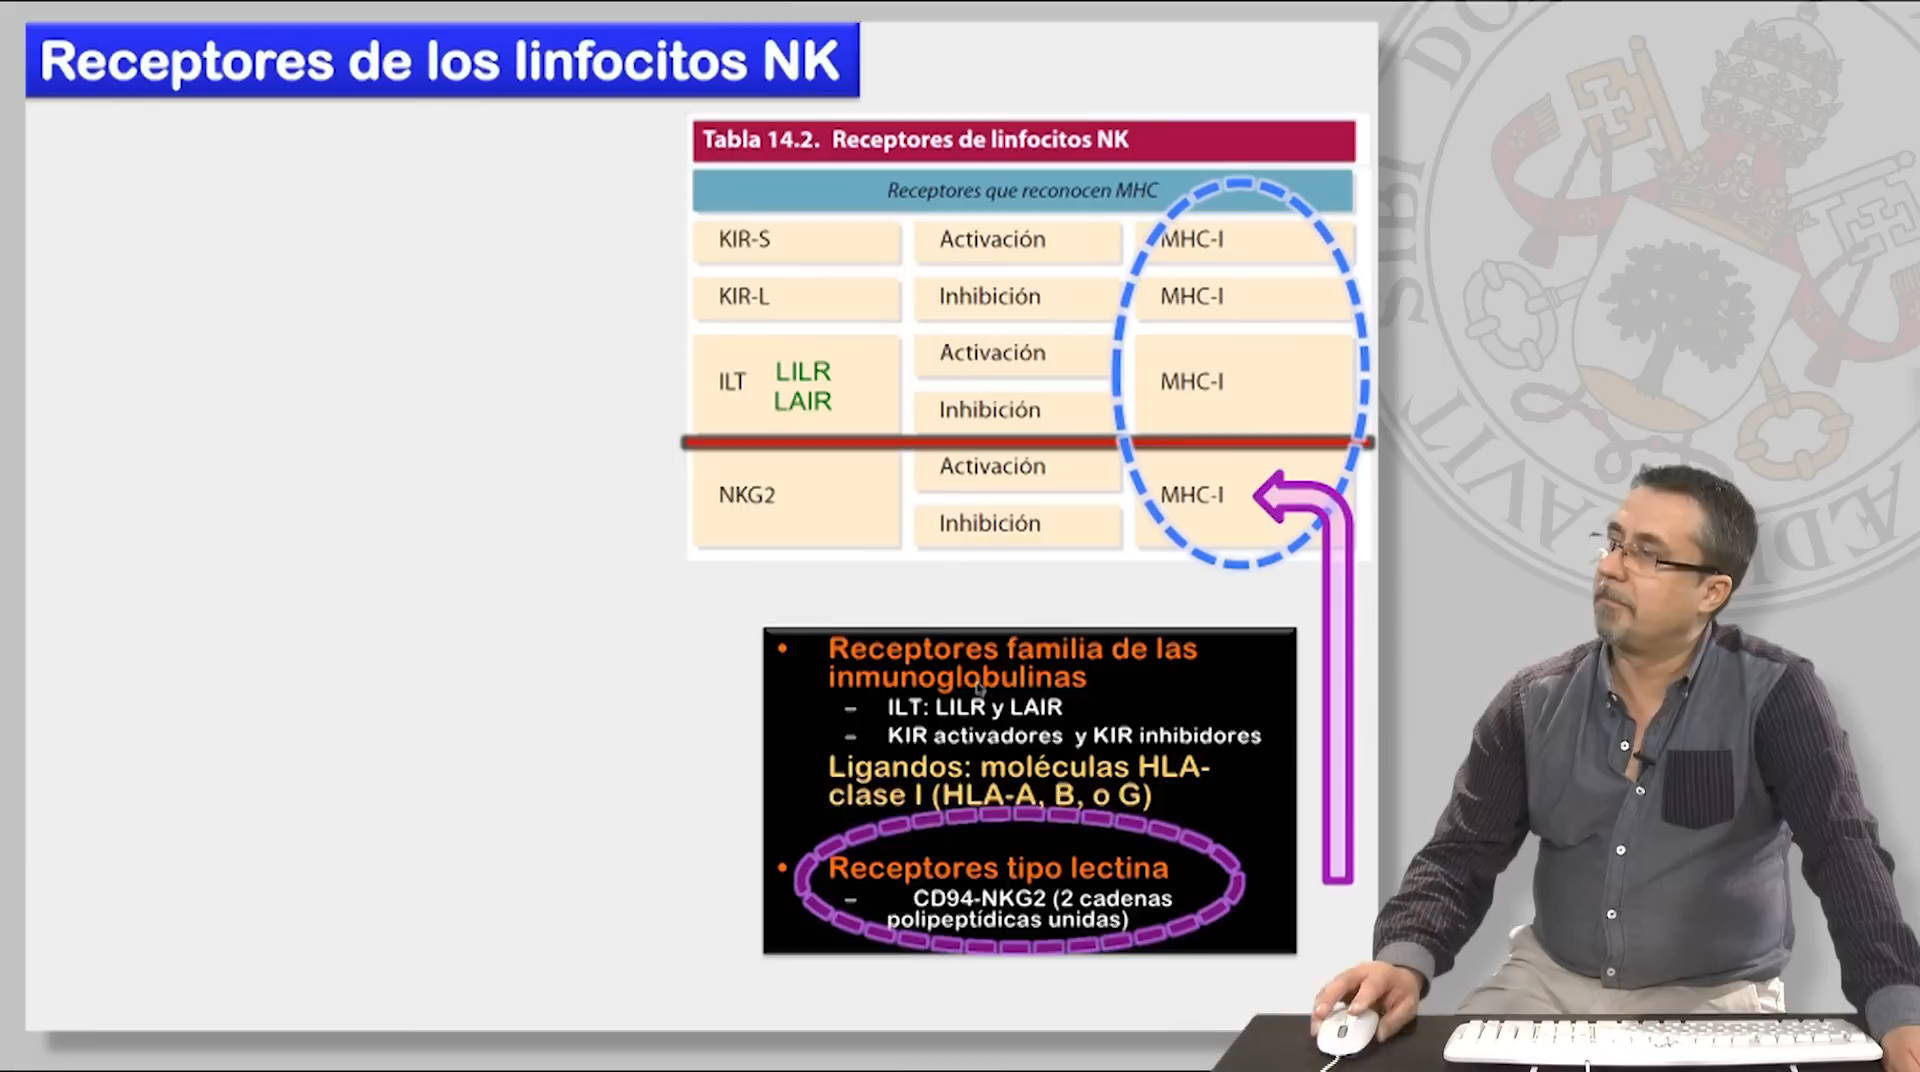 Receptores de los linfocitos NK
Tabla 14.2. Receptores de linfocitos NK
Receptores que reconocen MHC
KIR-S Activación MHC-I
KIR-L Inhibición MHC-I
ILT LILR LAIR Activación Inhibición MHC-I
NKG2 Activación Inhibición MHC-I
• Receptores familia de las
inmunoglobulinas
– ILT: LILR y LAIR
– KIR activadores y KIR inhibidores
Ligandos: moléculas HLA-
clase I (HLA-A, B, o G)
• Receptores tipo lectina
– CD94-NKG2 (2 cadenas
polipeptídicas unidas)